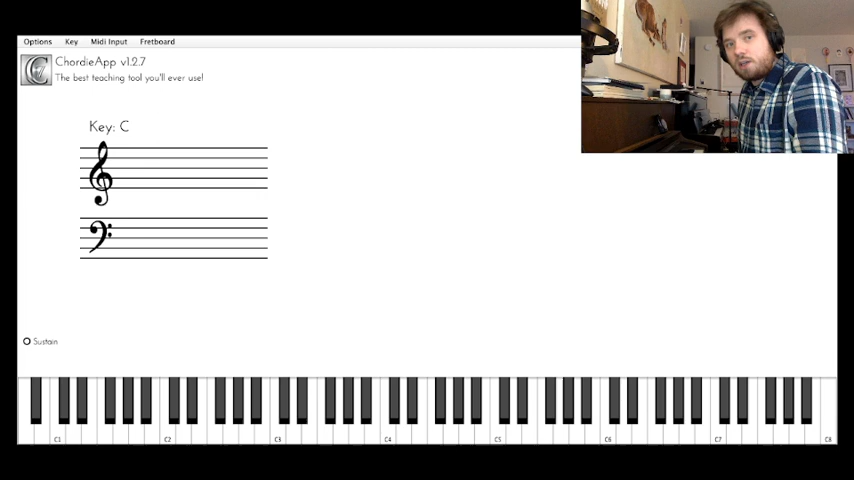 Options Key Midi Input Fretboard
ChordieApp v1.2.7
The best teaching tool you'll ever use!
Key: C
Sustain
C1 C2 C3 C4 C5 C6 C7 C8